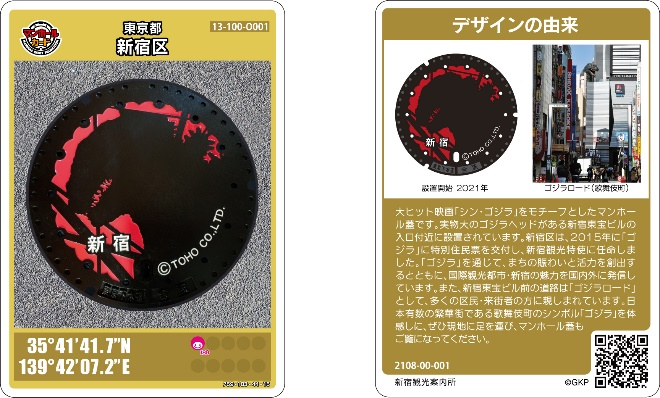 マンホール
カード
東京都
新宿区
13-100-O001
新宿
©TOHO CO.,LTD.
35°41'41.7"N
139°42'07.2"E
デザインの由来
新宿
©TOHO CO.,LTD.
設置開始 2021年
ゴジラロード(歌舞伎町)
大ヒット映画「シン・ゴジラ」をモチーフとしたマンホー
ル蓋です。実物大のゴジラヘッドがある新宿東宝ビルの
入口付近に設置されています。新宿区は、2015年に「ゴ
ジラ」に特別住民票を交付し、新宿観光特使に任命しま
した。「ゴジラ」を通じて、まちの賑わいと活力を創出す
るとともに、国際観光都市・新宿の魅力を国内外に発信し
ています。また、新宿東宝ビル前の道路は「ゴジラロード」
として、多くの区民・来街者の方に親しまれています。日
本有数の繁華街である歌舞伎町のシンボル「ゴジラ」を体
感しに、ぜひ現地に足を運び、マンホール蓋も
ご覧になってください。
2108-00-001
新宿観光案内所
©GKP